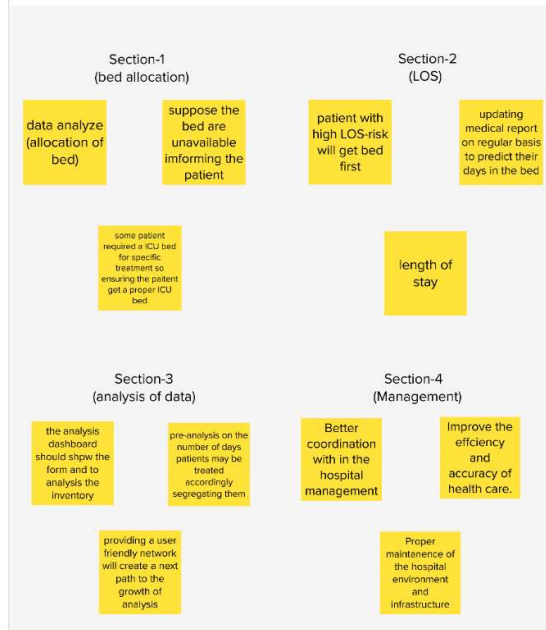 Section-1
(bed allocation)
data analyze
(allocation of
bed)
suppose the
bed are
unavailable
imforming the
patient
some patient
required a ICU bed
for specific
treatment so
ensuring the paitent
get a proper ICU
bed
Section-2
(LOS)
patient with
high LOS-risk
will get bed
first
updating
medical report
on regular basis
to predict their
days in the bed
length of
stay
Section-3
(analysis of data)
the analysis
dashboard
should shpw the
form and to
analysis the
inventory
pre-analysis on the
number of days
patients may be
treated
accordingly
segregating them
providing a user
friendly network
will create a next
path to the
growth of
analysis
Section-4
(Management)
Better
coordination
with in the
hospital
management
Improve the
effciency
and
accuracy of
health care.
Proper
maintanence of
the hospital
environment
and
infrastructure